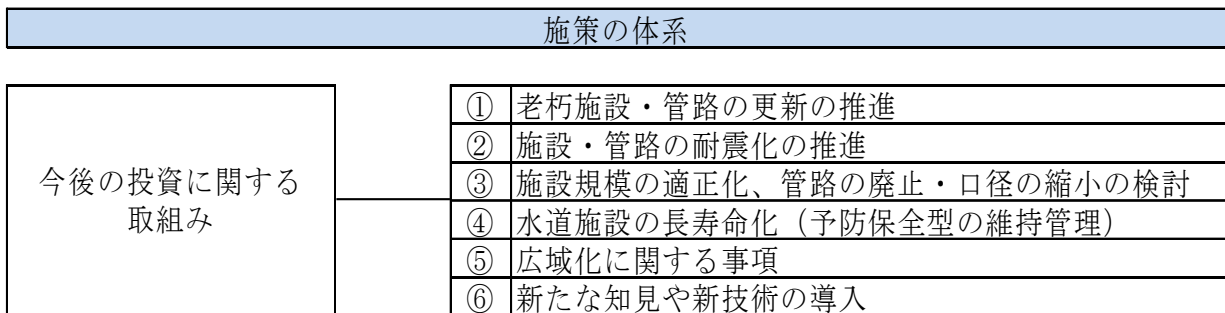 施策の体系
今後の投資に関する
取組み
① 老朽施設・管路の更新の推進
② 施設・管路の耐震化の推進
③ 施設規模の適正化、管路の廃止・口径の縮小の検討
④ 水道施設の長寿命化（予防保全型の維持管理）
⑤ 広域化に関する事項
⑥ 新たな知見や新技術の導入